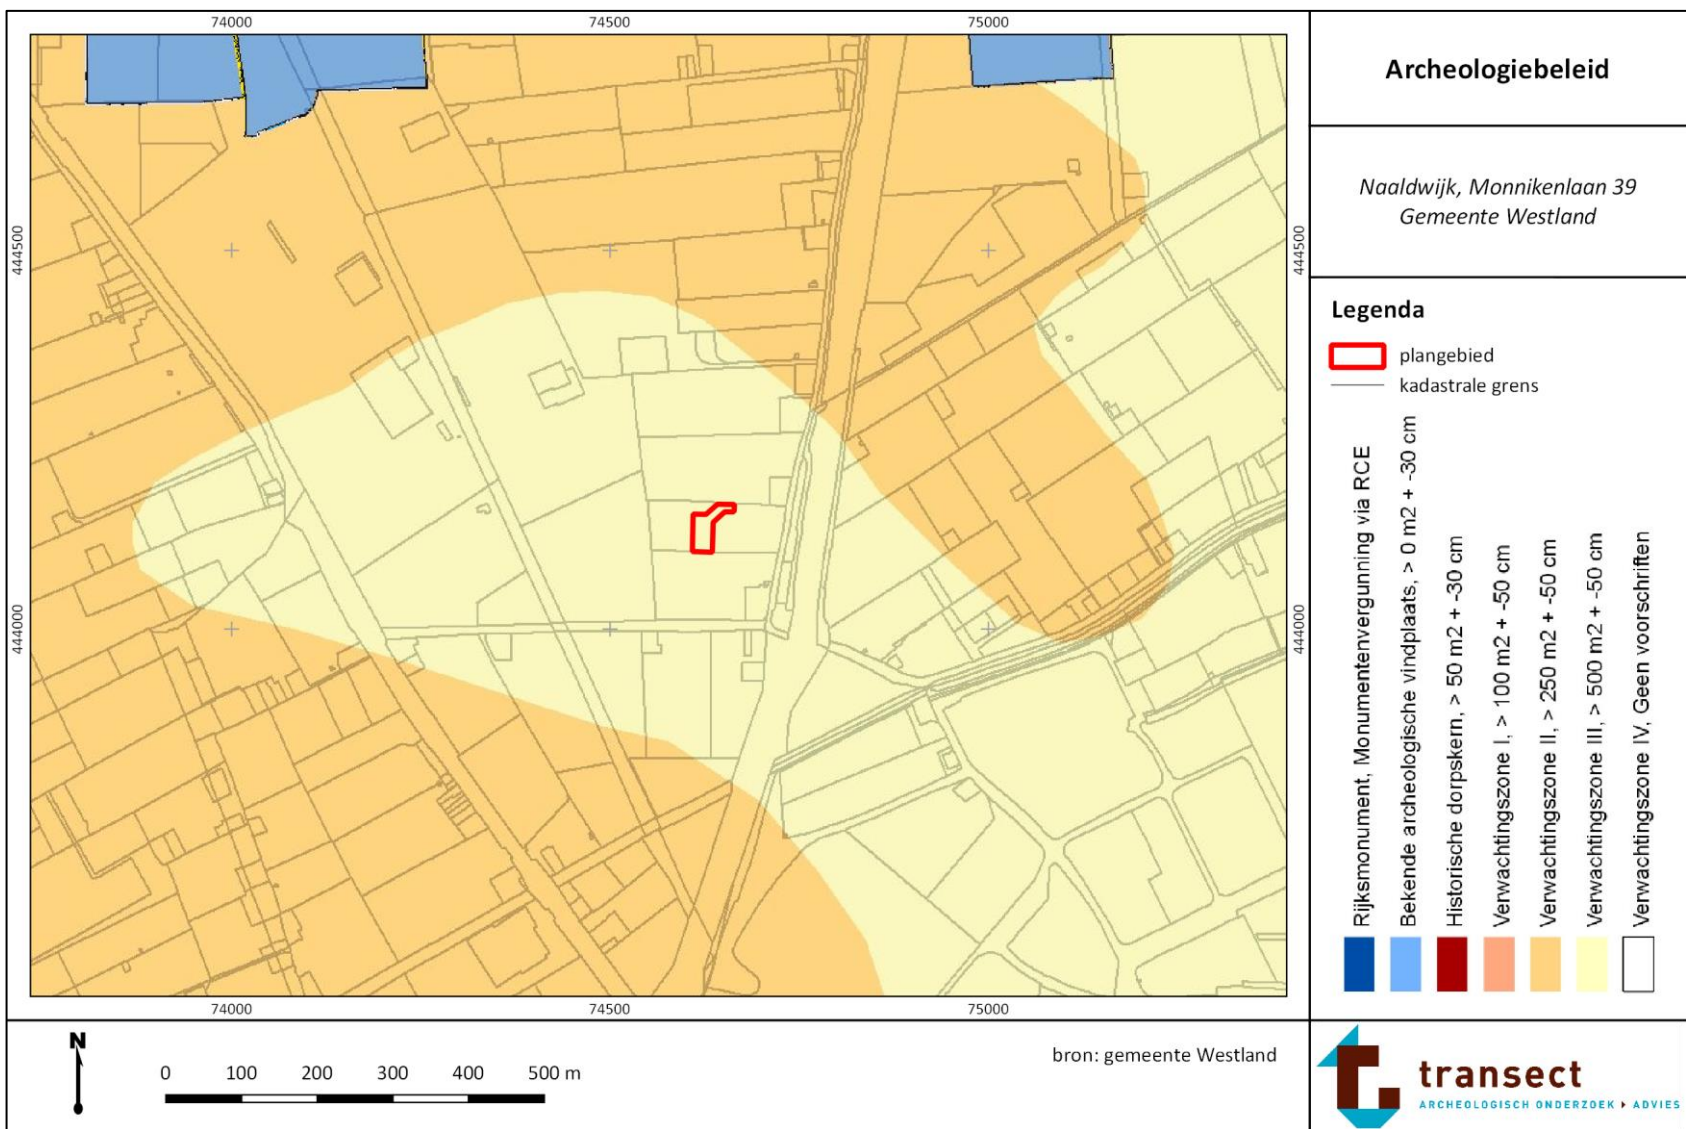 74000
74500
75000
444500
444500
444000
444000
74000
74500
75000
Archeologiebeleid
Naaldwijk, Monnikenlaan 39
Gemeente Westland
Legenda
plangebied
kadastrale grens
Rijksmonument, Monumentenvergunning via RCE
Bekende archeologische vindplaats, > 0 m2 + -30 cm
Historische dorpskern, > 50 m2 + -30 cm
Verwachtingszone I, > 100 m2 + -50 cm
Verwachtingszone II, > 250 m2 + -50 cm
Verwachtingszone III, > 500 m2 + -50 cm
Verwachtingszone IV, Geen voorschriften
N
0 100 200 300 400 500 m
bron: gemeente Westland
transect
ARCHEOLOGISCH ONDERZOEK ▸ ADVIES